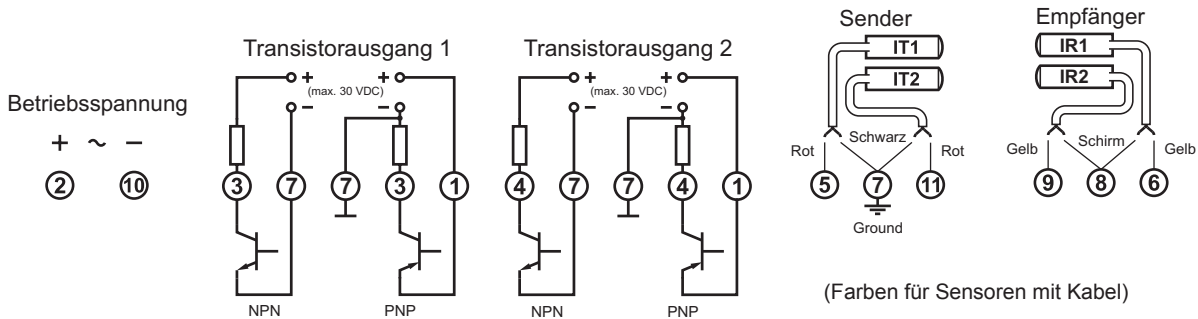 Betriebsspannung
+ ~ −
2 10
Transistorausgang 1
+ +
(max. 30 VDC)
− −
3 7 7 3 1
NPN PNP
Transistorausgang 2
+ +
(max. 30 VDC)
− −
4 7 7 4 1
NPN PNP
Sender
IT1
IT2
Schwarz
Rot Rot
5 7 11
Ground
Empfänger
IR1
IR2
Schirm
Gelb Gelb
9 8 6
(Farben für Sensoren mit Kabel)